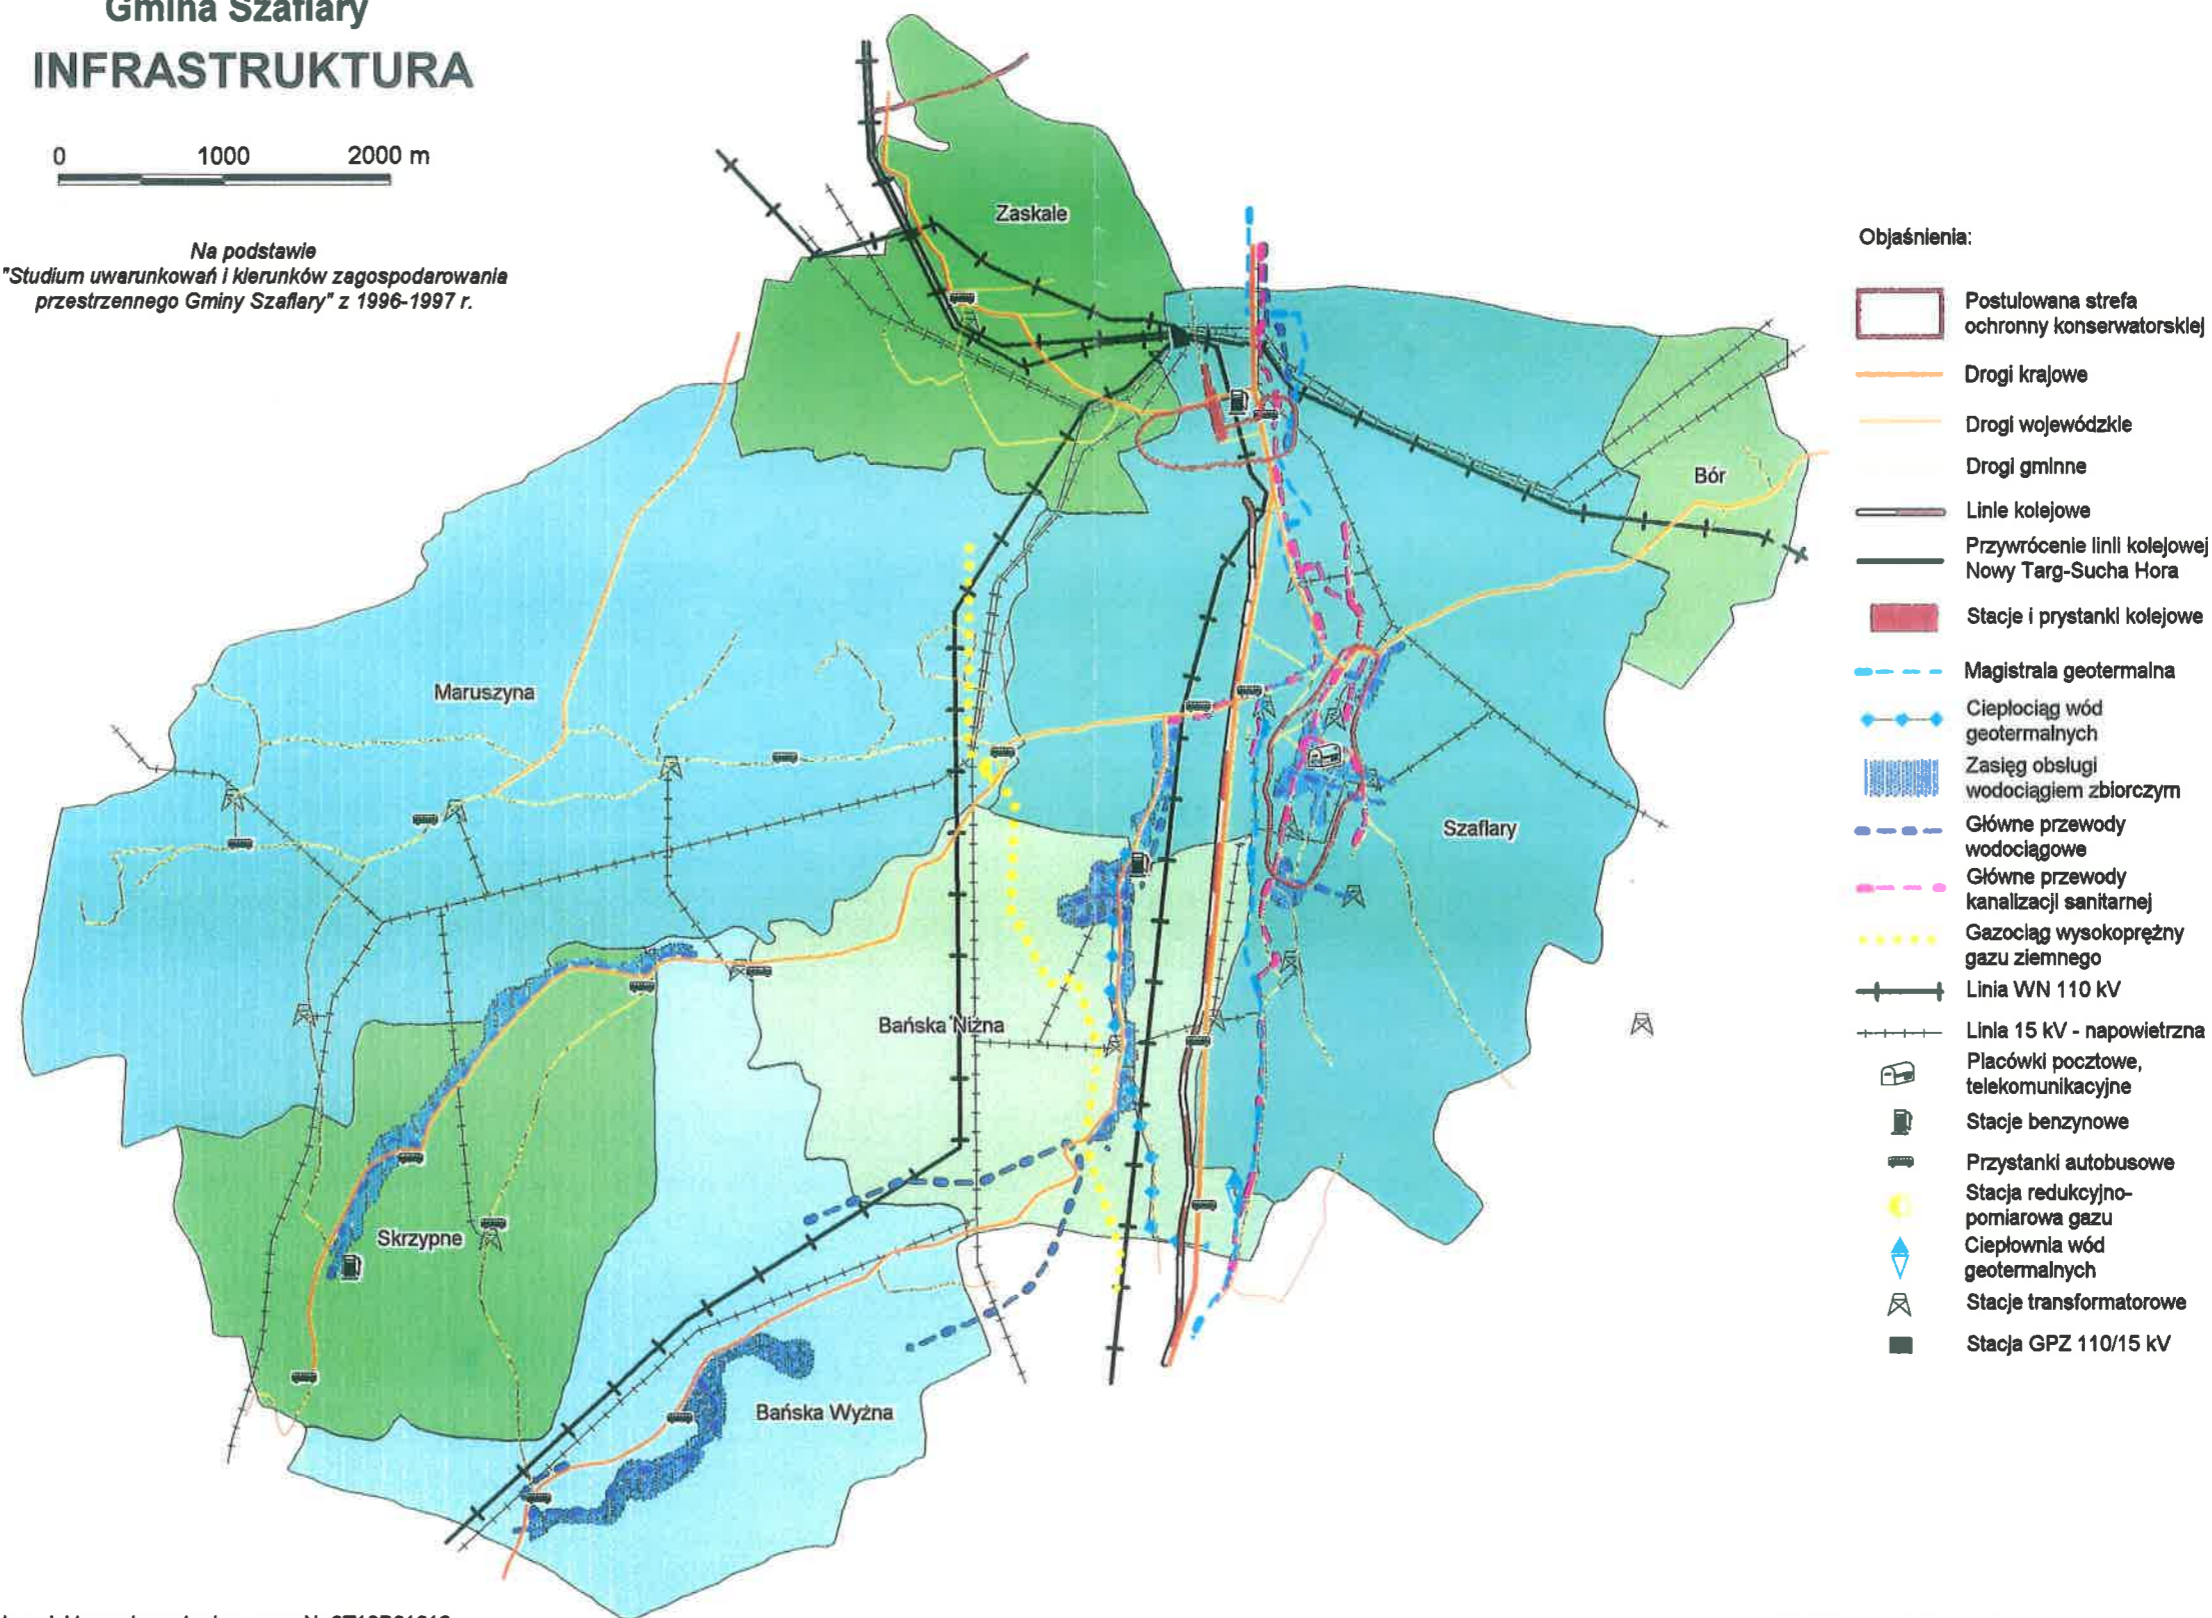 Gmina Szaflary
INFRASTRUKTURA
0 1000 2000 m
Na podstawie
"Studium uwarunkowań i kierunków zagospodarowania
przestrzennego Gminy Szaflary" z 1996-1997 r.
Zaskale
Bór
Maruszyna
Szaflary
Bańska Niżna
Skrzypne
Bańska Wyżna
Objaśnienia:
Postulowana strefa
ochronny konserwatorskiej
Drogi krajowe
Drogi wojewódzkie
Drogi gminne
Linie kolejowe
Przywrócenie linii kolejowej
Nowy Targ-Sucha Hora
Stacje i prystanki kolejowe
Magistrala geotermalna
Ciepłociąg wód
geotermalnych
Zasięg obsługi
wodociągiem zbiorczym
Główne przewody
wodociągowe
Główne przewody
kanalizacji sanitarnej
Gazociąg wysokoprężny
gazu ziemnego
Linia WN 110 kV
Linia 15 kV - napowietrzna
Placówki pocztowe,
telekomunikacyjne
Stacje benzynowe
Przystanki autobusowe
Stacja redukcyjno-
pomiarowa gazu
Ciepłownia wód
geotermalnych
Stacje transformatorowe
Stacja GPZ 110/15 kV